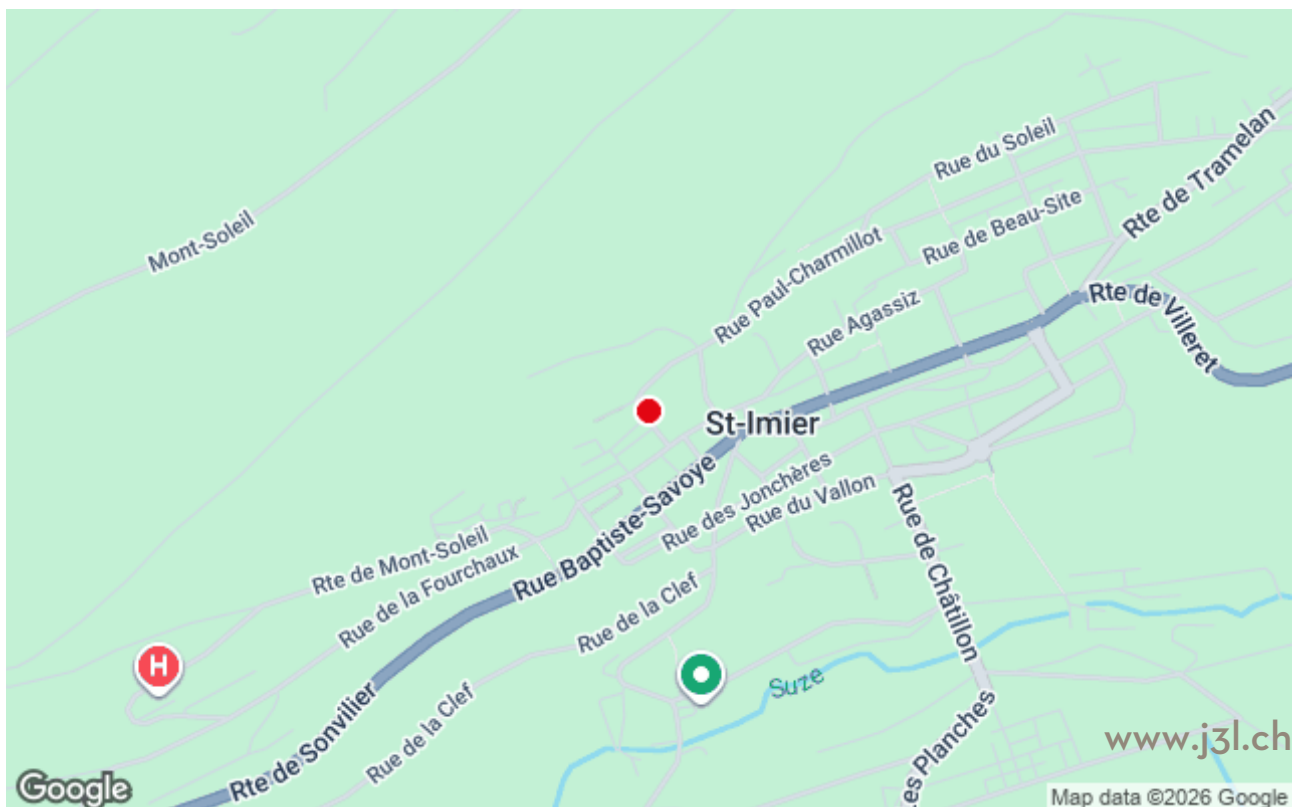 Rue du Soleil
Rte de Tramelan
Mont-Soleil
Rue de Beau-Site
Rue Paul-Charmillot
Rte de Villeret
Rue Agassiz
St-Imier
Rue Baptiste-Savoye
Rue des Jonchères
Rue du Vallon
Rue de Châtillon
Rte de Mont-Soleil
Rue de la Fourchaux
Rue de la Clef
H
Suze
Rte de Sonvilier
Rue de la Clef
Planches
www.j3l.ch
Google
Map data ©2026 Google